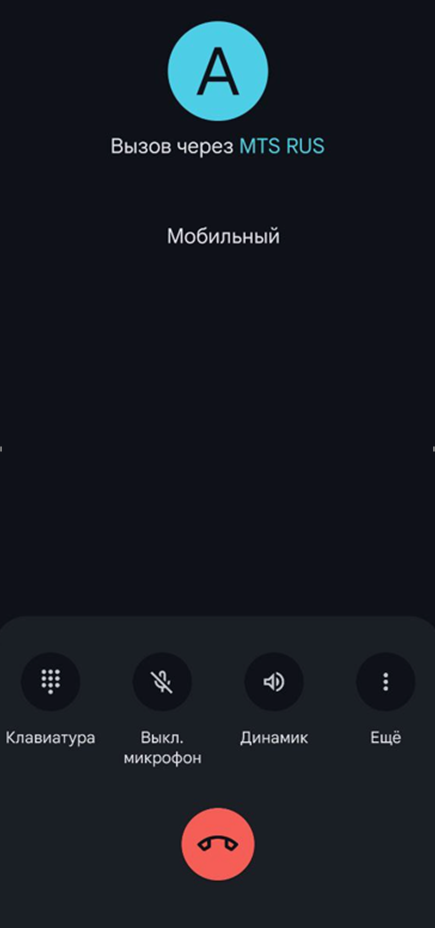 А
Вызов через MTS RUS
Мобильный
Клавиатура
Выкл.
микрофон
Динамик
Ещё